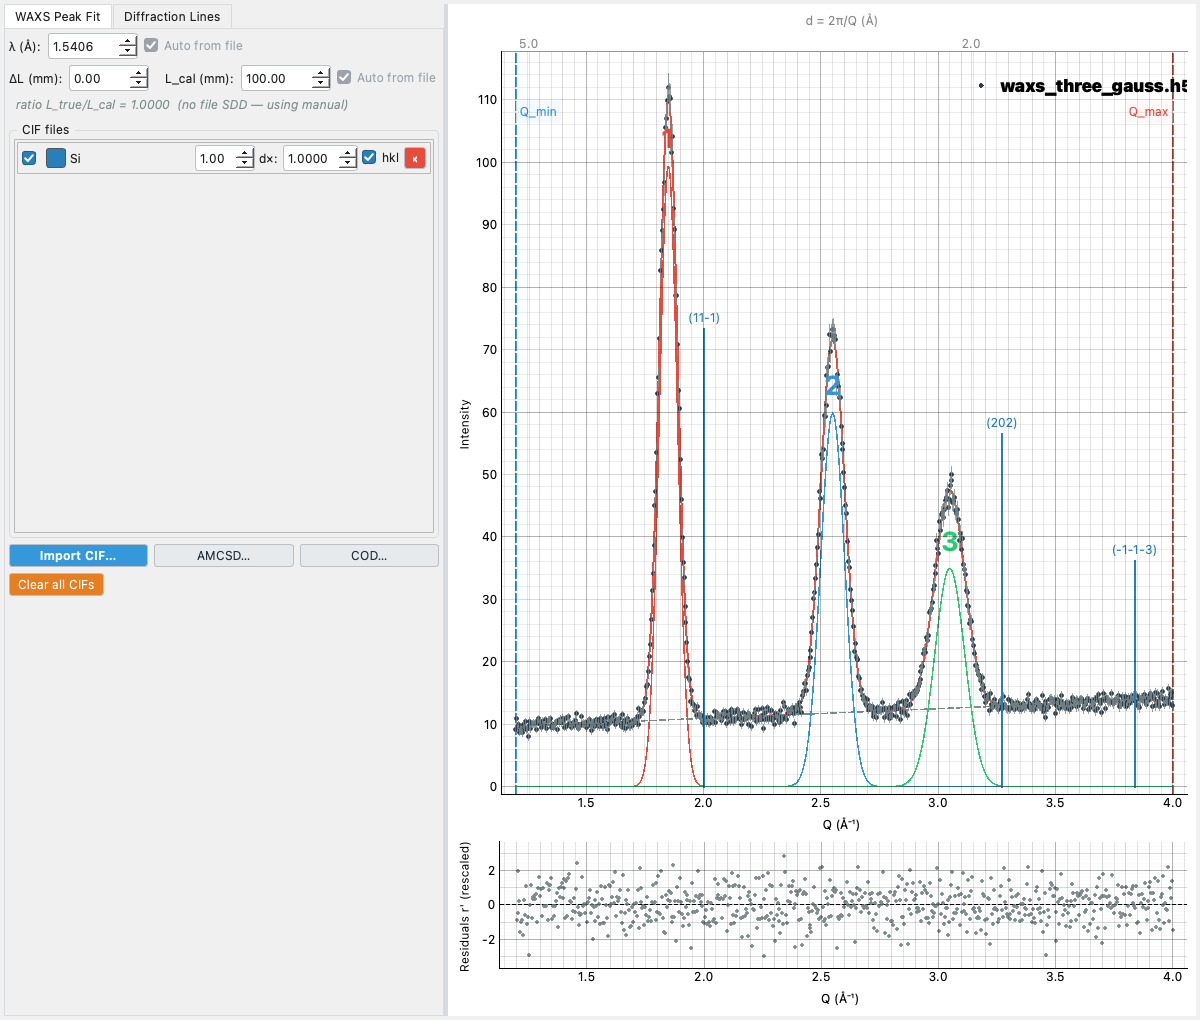 WAXS Peak Fit Diffraction Lines
λ (Å): 1.5406 Auto from file
ΔL (mm): 0.00 L_cal (mm): 100.00 Auto from file
ratio L_true/L_cal = 1.0000 (no file SDD — using manual)
CIF files
Si 1.00 d×: 1.0000 hkl ×
Import CIF... AMCSD... COD...
Clear all CIFs
d = 2π/Q (Å)
5.0 2.0
waxs_three_gauss.h5
Q_min
Q_max
110
100
90
80
70
60
50
40
30
20
10
0
Intensity
1
(11-1)
2
(202)
3
(-1-1-3)
1.5 2.0 2.5 3.0 3.5 4.0
Q (Å⁻¹)
Residuals r' (rescaled)
2
0
-2
1.5 2.0 2.5 3.0 3.5 4.0
Q (Å⁻¹)